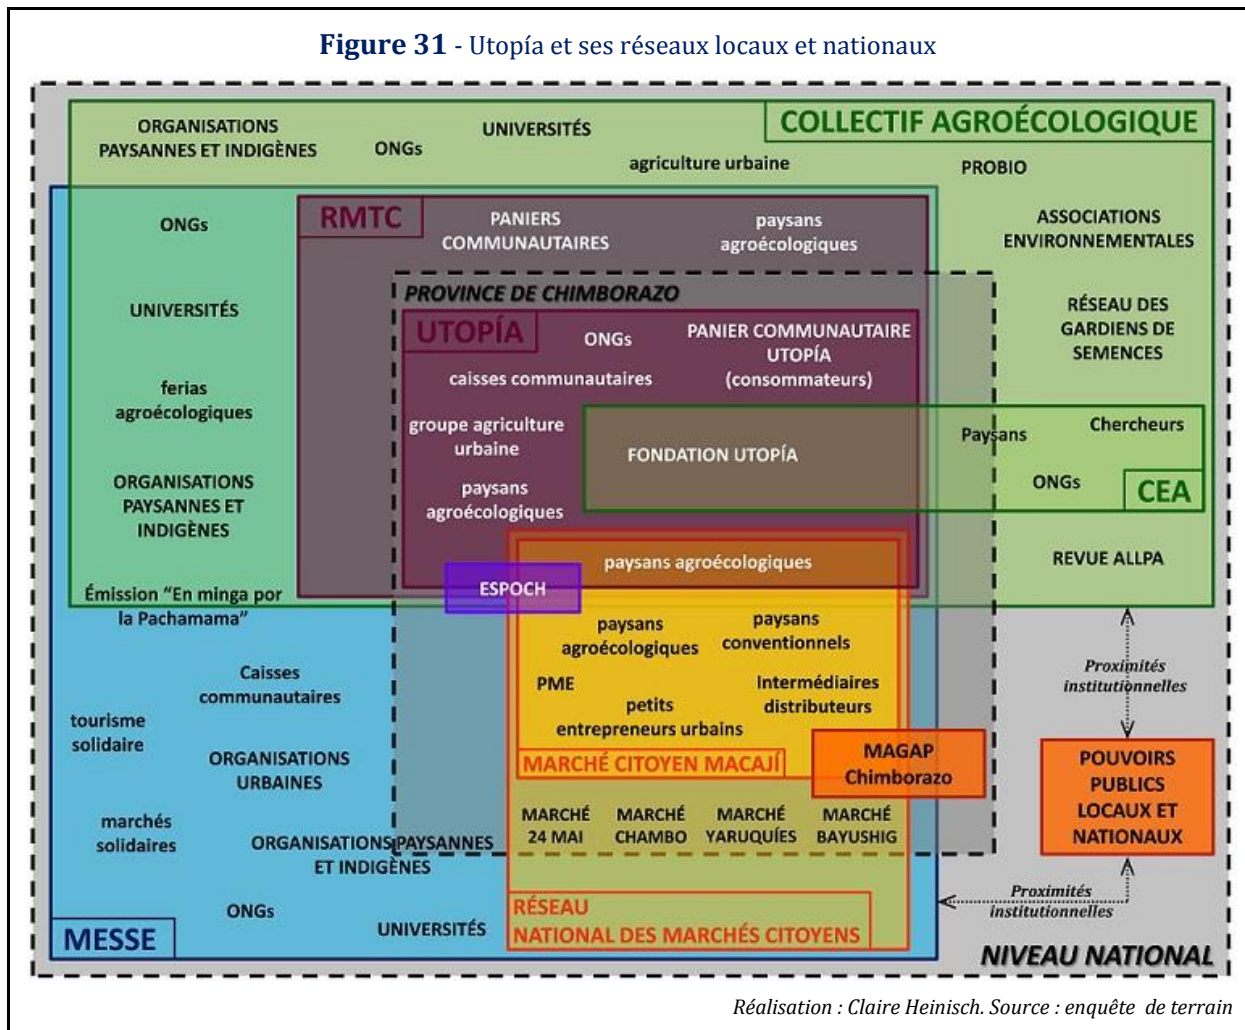 Figure 31 - Utopía et ses réseaux locaux et nationaux
COLLECTIF AGROÉCOLOGIQUE
ORGANISATIONS
PAYSANNES ET INDIGÈNES
ONGs
UNIVERSITÉS
agriculture urbaine
PROBIO
ONGs
RMTC
PANIERS
COMMUNAUTAIRES
paysans
agroécologiques
ASSOCIATIONS
ENVIRONNEMENTALES
UNIVERSITÉS
PROVINCE DE CHIMBORAZO
RÉSEAU DES
GARDIENS DE
SEMENCES
UTOPÍA
ONGs
PANIER COMMUNAUTAIRE
UTOPÍA
(consommateurs)
caisses communautaires
ferias
agroécologiques
groupe agriculture
urbaine
FONDATION UTOPÍA
Paysans
Chercheurs
ONGs
CEA
ORGANISATIONS
PAYSANNES ET
INDIGÈNES
paysans
agroécologiques
paysans agroécologiques
REVUE ALLPA
ESPOCH
Émission “En minga por
la Pachamama”
paysans
agroécologiques
paysans
conventionnels
Proximités
institutionnelles
Caisses
communautaires
PME
Intermédiaires
distributeurs
petits
entrepreneurs urbains
tourisme
solidaire
ORGANISATIONS
URBAINES
MARCHÉ CITOYEN MACAJÍ
MAGAP
Chimborazo
POUVOIRS
PUBLICS
LOCAUX ET
NATIONAUX
marchés
solidaires
ORGANISATIONS PAYSANNES
ET INDIGÈNES
MARCHÉ
24 MAI
MARCHÉ
CHAMBO
MARCHÉ
YARUQUÍES
MARCHÉ
BAYUSHIG
ONGs
UNIVERSITÉS
MESSE
RÉSEAU
NATIONAL DES MARCHÉS CITOYENS
Proximités
institutionnelles
NIVEAU NATIONAL
Réalisation : Claire Heinisch. Source : enquête de terrain